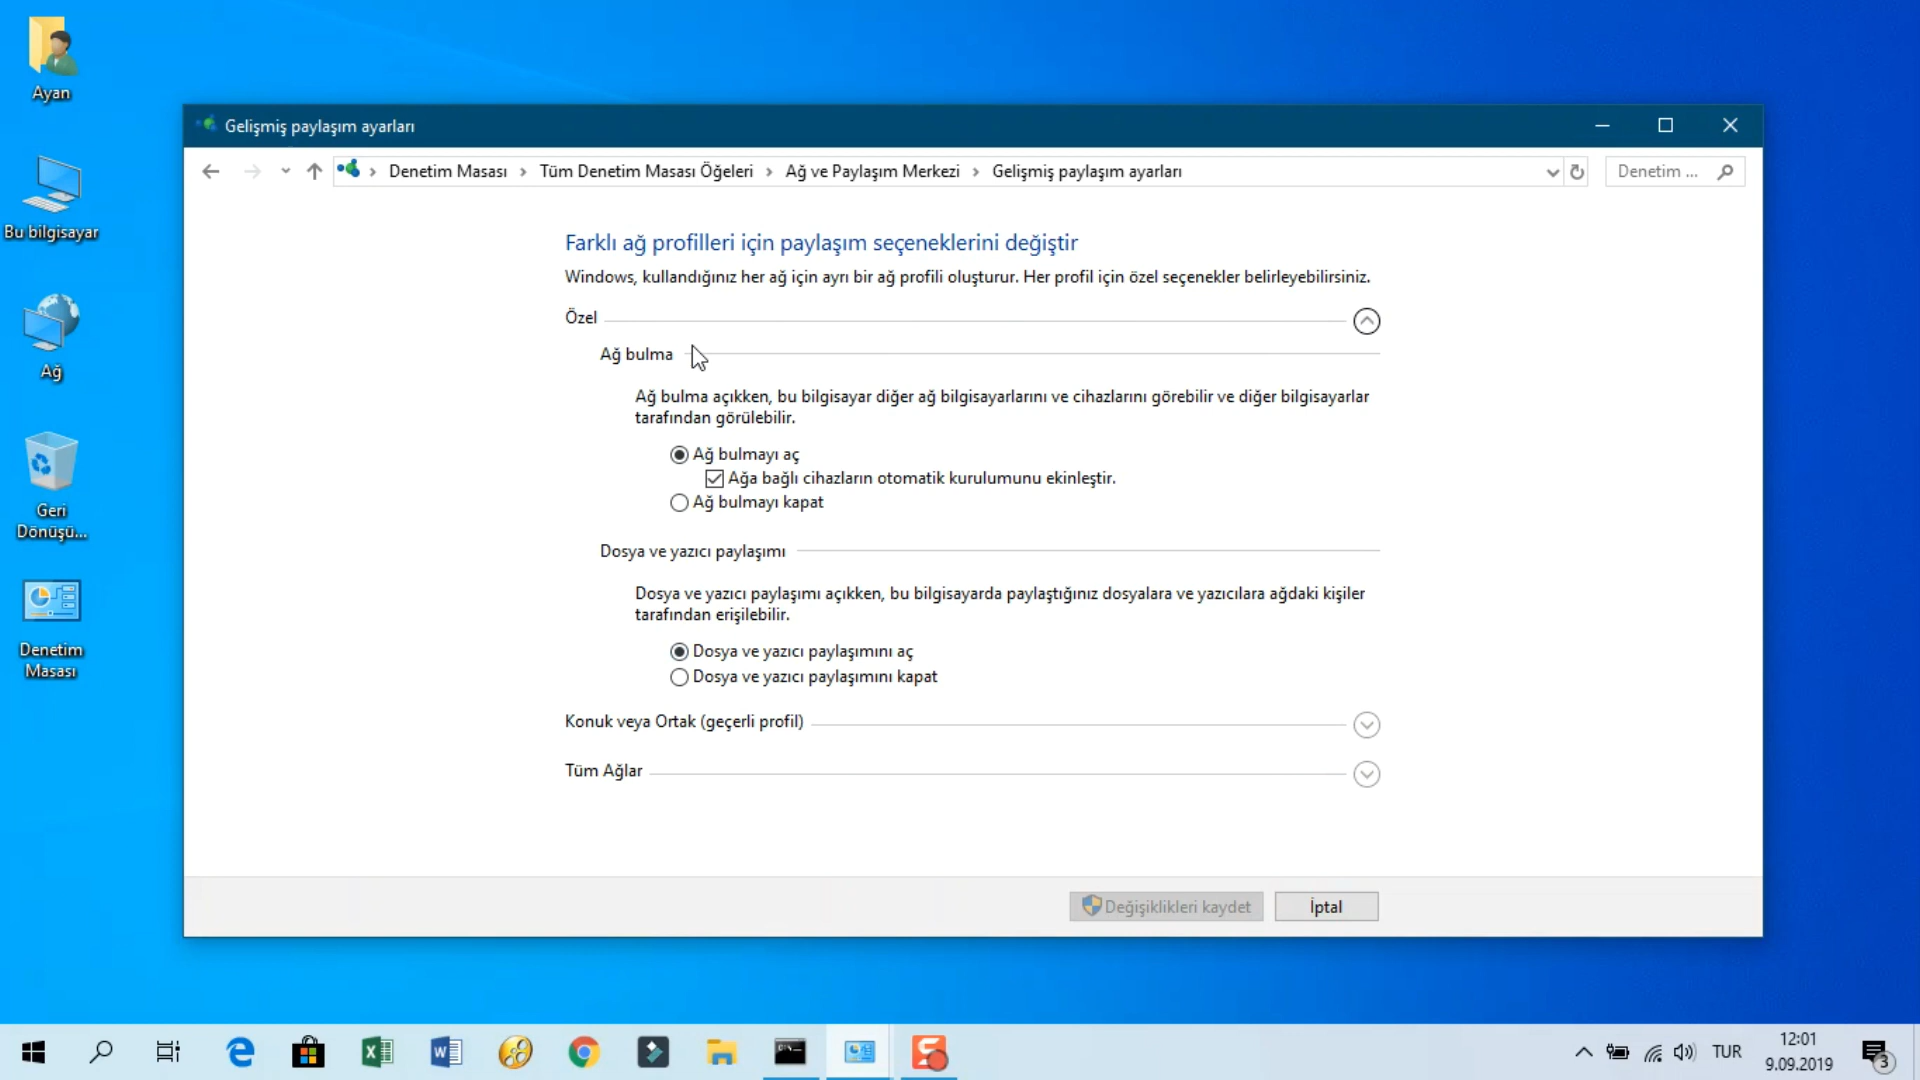 Ayan
Bu bilgisayar
Ağ
Geri
Dönüşü...
Denetim
Masası
Gelişmiş paylaşım ayarları
Denetim Masası › Tüm Denetim Masası Öğeleri › Ağ ve Paylaşım Merkezi › Gelişmiş paylaşım ayarları
Denetim ...
Farklı ağ profilleri için paylaşım seçeneklerini değiştir
Windows, kullandığınız her ağ için ayrı bir ağ profili oluşturur. Her profil için özel seçenekler belirleyebilirsiniz.
Özel
Ağ bulma
Ağ bulma açıkken, bu bilgisayar diğer ağ bilgisayarlarını ve cihazlarını görebilir ve diğer bilgisayarlar
tarafından görülebilir.
Ağ bulmayı aç
Ağa bağlı cihazların otomatik kurulumunu ekinleştir.
Ağ bulmayı kapat
Dosya ve yazıcı paylaşımı
Dosya ve yazıcı paylaşımı açıkken, bu bilgisayarda paylaştığınız dosyalara ve yazıcılara ağdaki kişiler
tarafından erişilebilir.
Dosya ve yazıcı paylaşımını aç
Dosya ve yazıcı paylaşımını kapat
Konuk veya Ortak (geçerli profil)
Tüm Ağlar
Değişiklikleri kaydet
İptal
TUR
12:01
9.09.2019
3